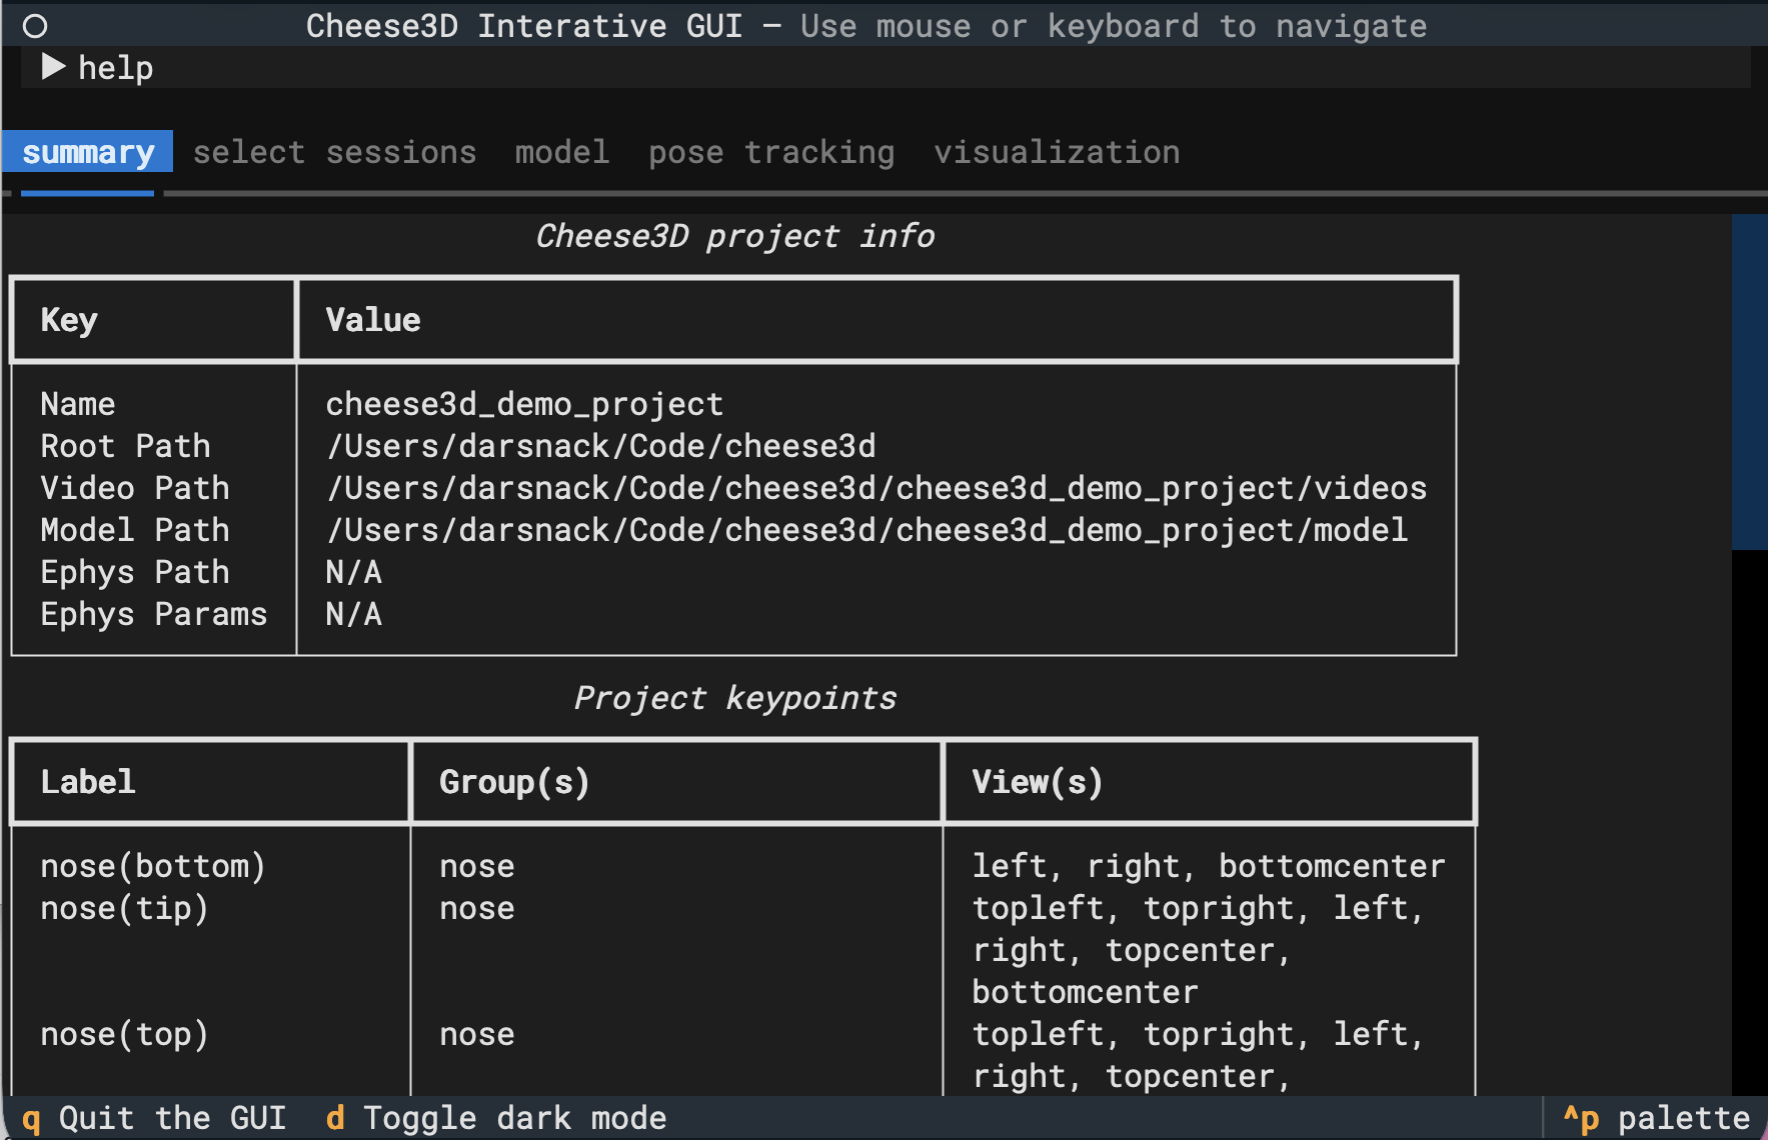 Cheese3D Interative GUI — Use mouse or keyboard to navigate
▶ help
summary select sessions model pose tracking visualization
Cheese3D project info
Key Value
Name cheese3d_demo_project
Root Path /Users/darsnack/Code/cheese3d
Video Path /Users/darsnack/Code/cheese3d/cheese3d_demo_project/videos
Model Path /Users/darsnack/Code/cheese3d/cheese3d_demo_project/model
Ephys Path N/A
Ephys Params N/A
Project keypoints
Label Group(s) View(s)
nose(bottom) nose left, right, bottomcenter
nose(tip) nose topleft, topright, left,
right, topcenter,
bottomcenter
nose(top) nose topleft, topright, left,
right, topcenter,
q Quit the GUI d Toggle dark mode ^p palette